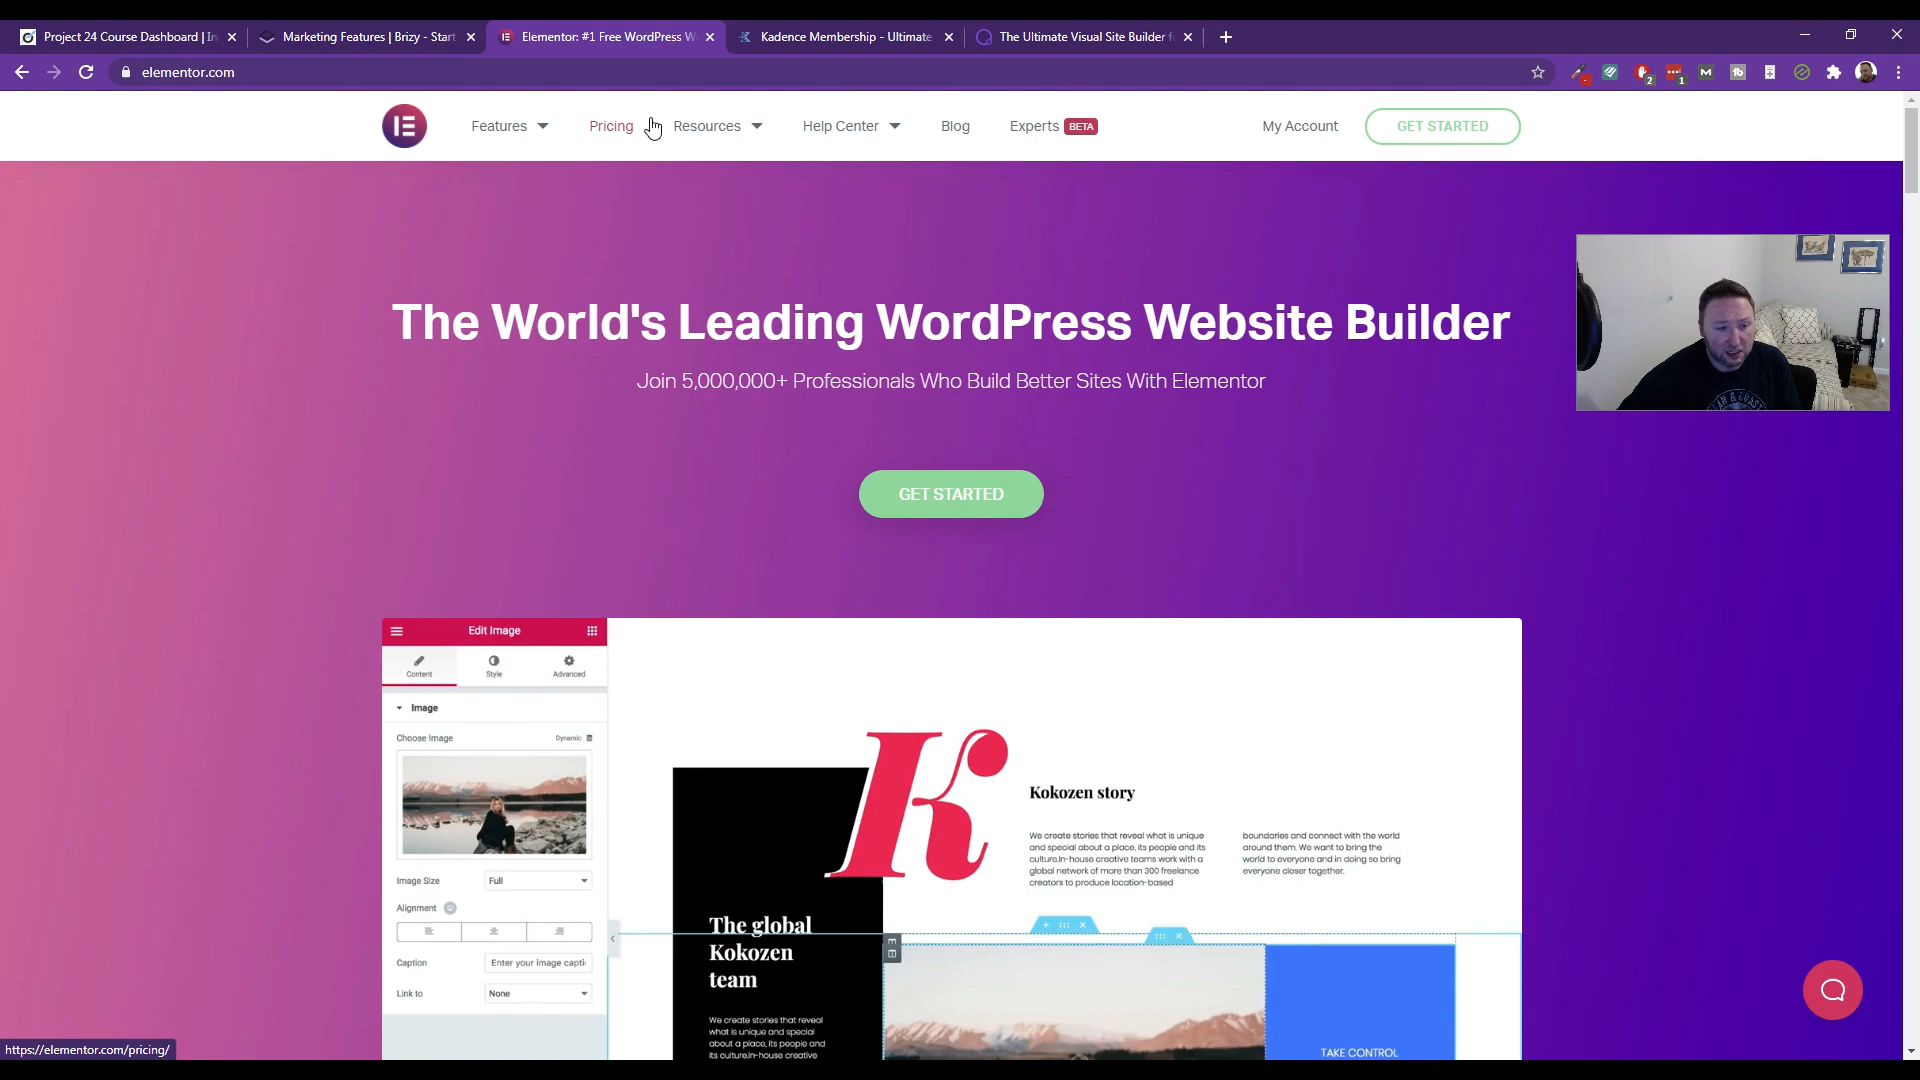 Project 24 Course Dashboard | In
Marketing Features | Brizy - Start
Elementor: #1 Free WordPress W
Kadence Membership - Ultimate
The Ultimate Visual Site Builder f
elementor.com
2
1
Features
Pricing
Resources
Help Center
Blog
Experts BETA
My Account
GET STARTED
The World's Leading WordPress Website Builder
Join 5,000,000+ Professionals Who Build Better Sites With Elementor
GET STARTED
Edit Image
Content
Style
Advanced
Image
Choose Image
Dynamic
Image Size
Full
Alignment
Caption
Enter your image capti
Link to
None
K
Kokozen story
We create stories that reveal what is unique
and special about a place, its people and its
culture.In-house creative teams work with a
global network of more than 300 freelance
creators to produce location-based
boundaries and connect with the world
around them. We want to bring the
world to everyone and in doing so bring
everyone closer together.
The global
Kokozen
team
We create stories that reveal
what is unique and special
about a place, its people and
its culture.In-house creative
TAKE CONTROL
https://elementor.com/pricing/